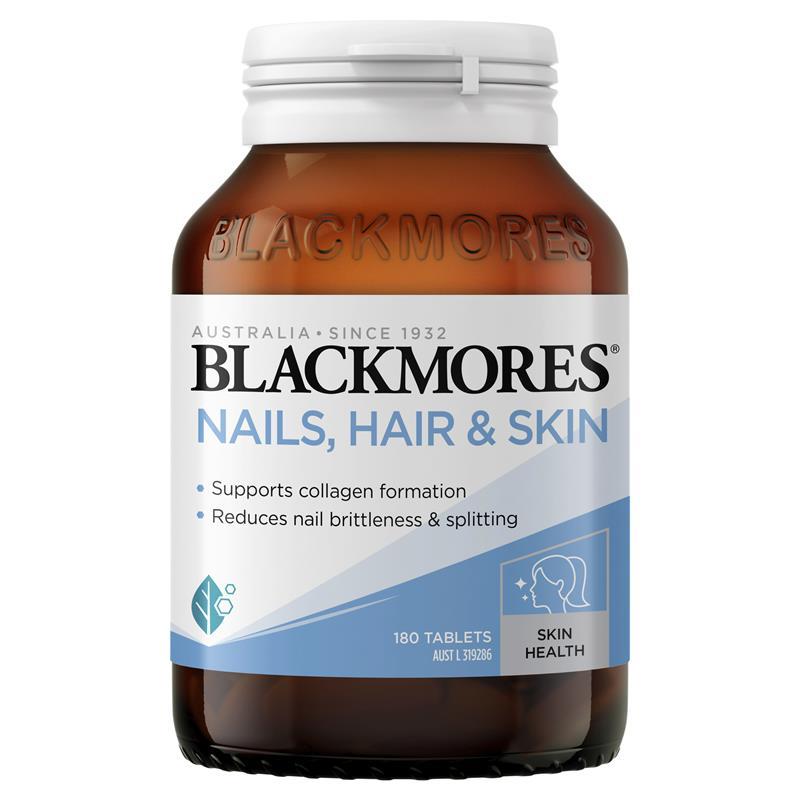 BLACKMORES
AUSTRALIA • SINCE 1932
BLACKMORES®
NAILS, HAIR & SKIN
• Supports collagen formation
• Reduces nail brittleness & splitting
180 TABLETS
AUST L 319286
SKIN
HEALTH